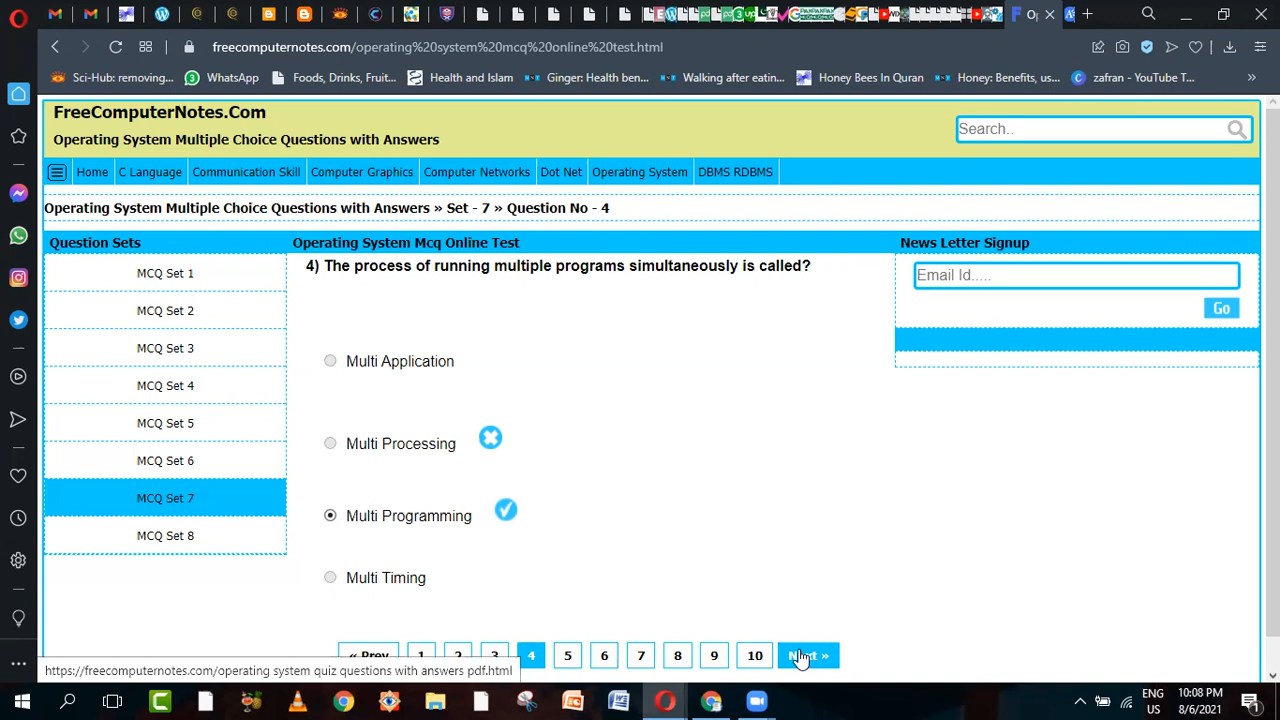 freecomputernotes.com/operating%20system%20mcq%20online%20test.html
Sci-Hub: removing...
WhatsApp
Foods, Drinks, Fruit...
Health and Islam
Ginger: Health ben...
Walking after eatin...
Honey Bees In Quran
Honey: Benefits, us...
zafran - YouTube T...
FreeComputerNotes.Com
Operating System Multiple Choice Questions with Answers
Search..
Home
C Language
Communication Skill
Computer Graphics
Computer Networks
Dot Net
Operating System
DBMS RDBMS
Operating System Multiple Choice Questions with Answers » Set - 7 » Question No - 4
Question Sets
MCQ Set 1
MCQ Set 2
MCQ Set 3
MCQ Set 4
MCQ Set 5
MCQ Set 6
MCQ Set 7
MCQ Set 8
Operating System Mcq Online Test
4) The process of running multiple programs simultaneously is called?
Multi Application
Multi Processing
Multi Programming
Multi Timing
« Prev 1 2 3 4 5 6 7 8 9 10 Next »
News Letter Signup
Email Id.....
Go
https://freecomputernotes.com/operating system quiz questions with answers pdf.html
ENG
US
10:08 PM
8/6/2021